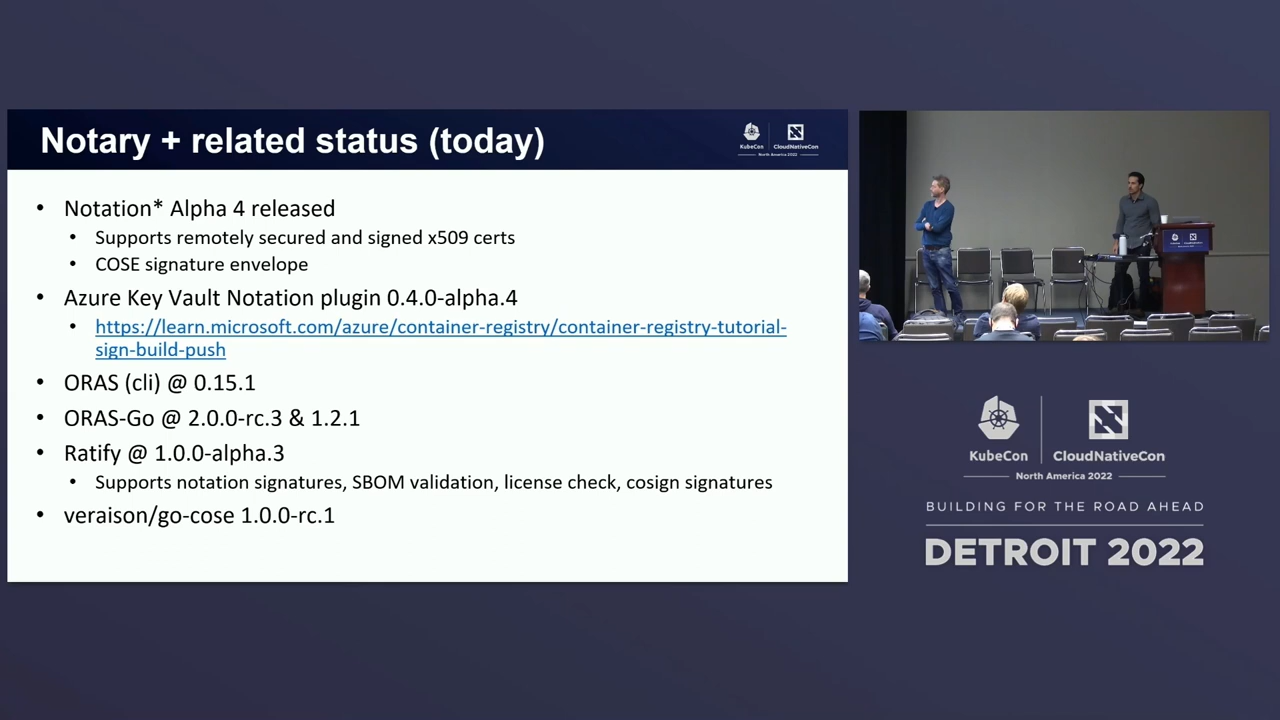 Notary + related status (today)
KubeCon
CloudNativeCon
North America 2022
• Notation* Alpha 4 released
• Supports remotely secured and signed x509 certs
• COSE signature envelope
• Azure Key Vault Notation plugin 0.4.0-alpha.4
• https://learn.microsoft.com/azure/container-registry/container-registry-tutorial-
sign-build-push
• ORAS (cli) @ 0.15.1
• ORAS-Go @ 2.0.0-rc.3 & 1.2.1
• Ratify @ 1.0.0-alpha.3
• Supports notation signatures, SBOM validation, license check, cosign signatures
• veraison/go-cose 1.0.0-rc.1
KubeCon
CloudNativeCon
North America 2022
BUILDING FOR THE ROAD AHEAD
DETROIT 2022